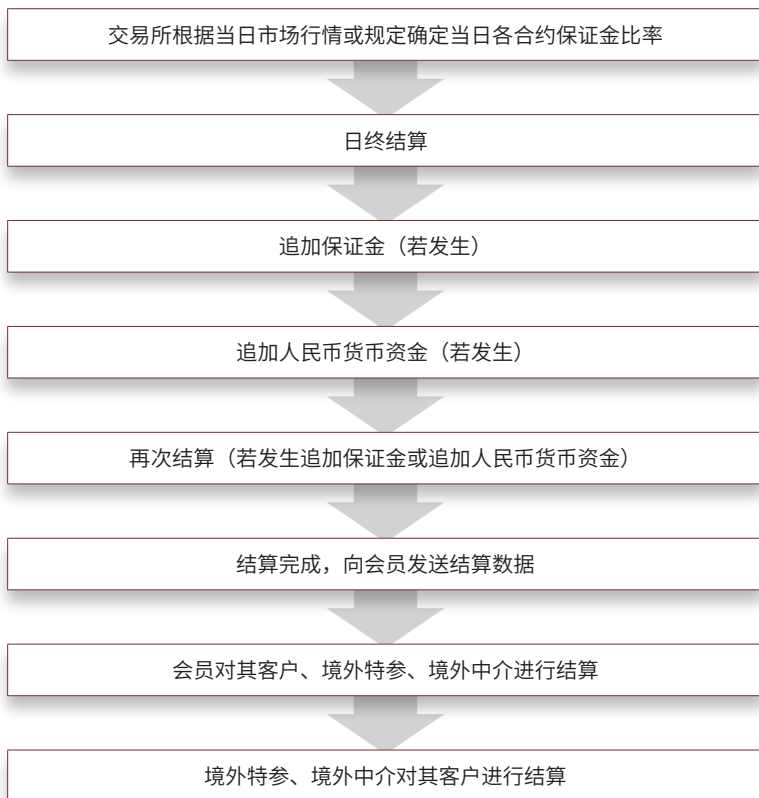 交易所根据当日市场行情或规定确定当日各合约保证金比率
日终结算
追加保证金（若发生）
追加人民币货币资金（若发生）
再次结算（若发生追加保证金或追加人民币货币资金）
结算完成，向会员发送结算数据
会员对其客户、境外特参、境外中介进行结算
境外特参、境外中介对其客户进行结算